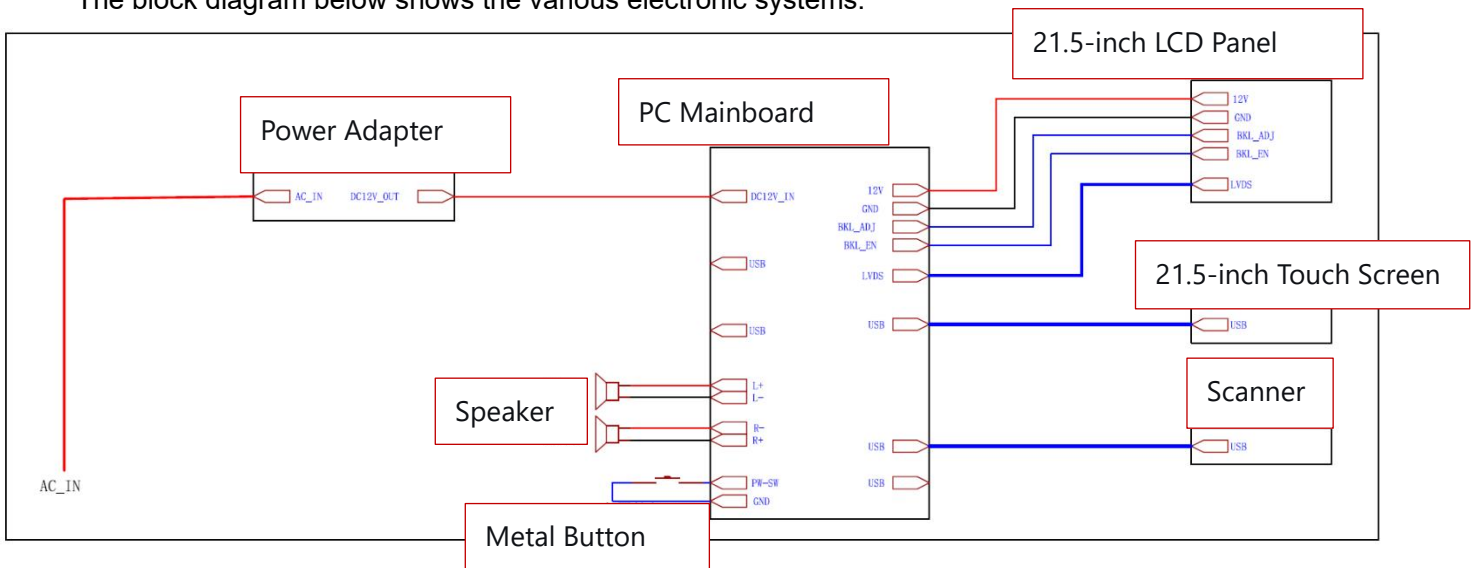 The block diagram below shows the various electronic systems.
21.5-inch LCD Panel
Power Adapter
PC Mainboard
12V
GND
BKL_ADJ
BKL_EN
LVDS
AC_IN DC12V_OUT
DC12V_IN
12V
GND
BKL_ADJ
BKL_EN
LVDS
USB
USB
USB
21.5-inch Touch Screen
USB
Speaker
L+
L-
R-
R+
Scanner
USB
USB
USB
AC_IN
PW-SW
GND
Metal Button